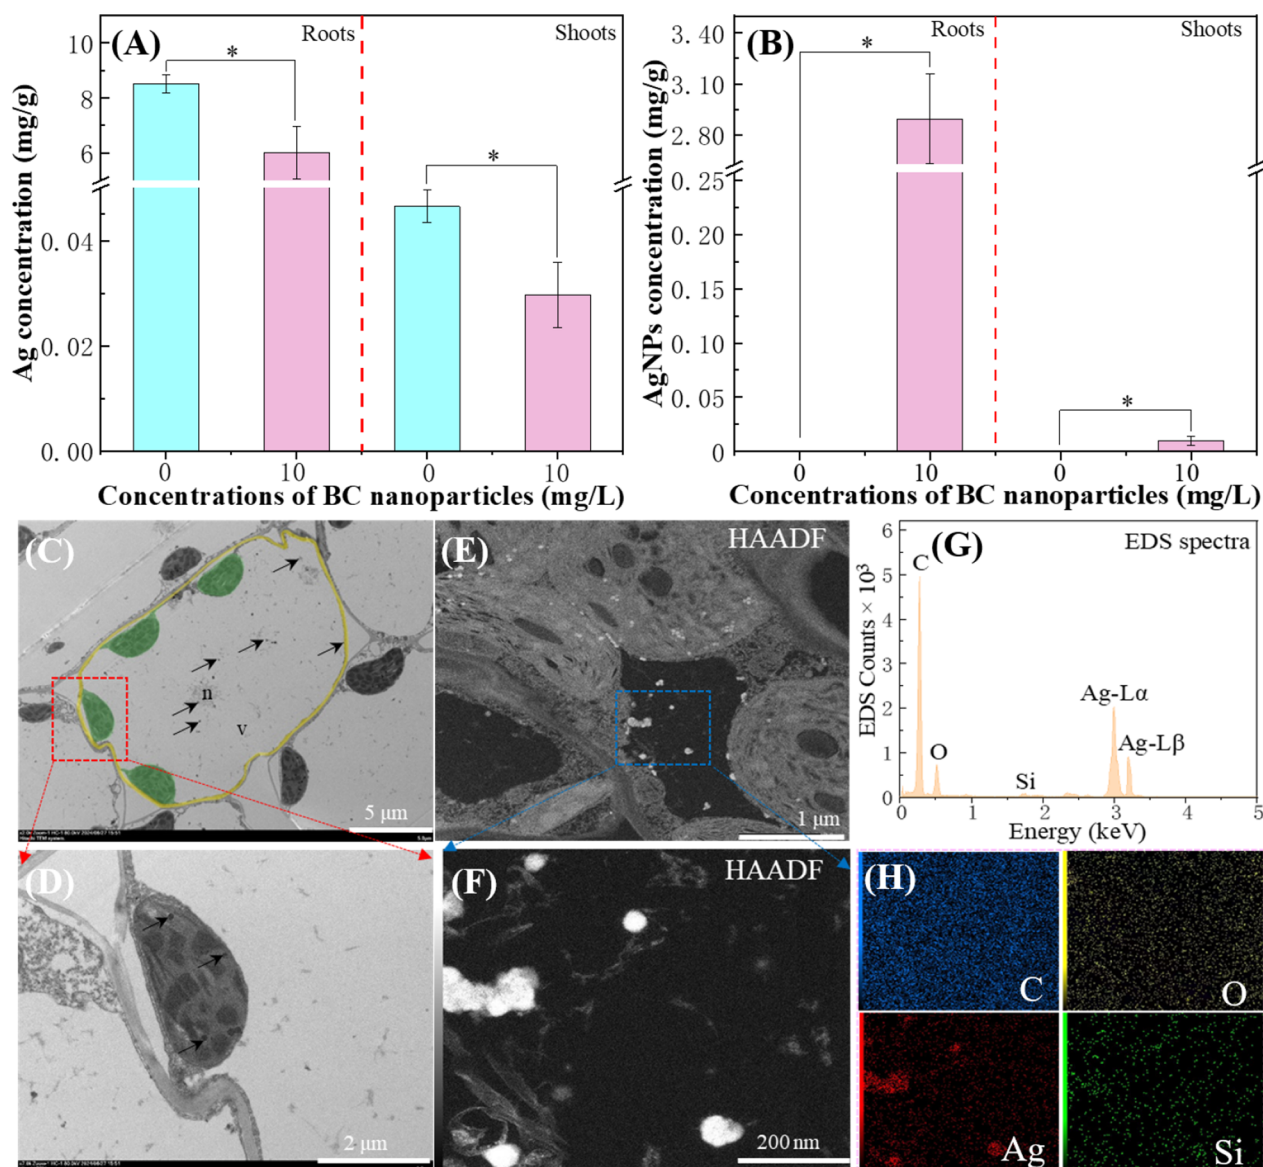 (A)
Roots
Shoots
*
*
Ag concentration (mg/g)
10
8
6
0.04
0.02
0.00
0
10
0
10
Concentrations of BC nanoparticles (mg/L)
(B)
Roots
Shoots
*
*
AgNPs concentration (mg/g)
3.40
3.10
2.80
0.25
0.20
0.15
0.10
0.05
0
0
10
0
10
Concentrations of BC nanoparticles (mg/L)
(C)
n
v
5 μm
(E)
HAADF
1 μm
(G)
EDS spectra
EDS Counts × 10³
6
5
4
3
2
1
0
C
O
Si
Ag-Lα
Ag-Lβ
0
1
2
3
4
5
Energy (keV)
(D)
2 μm
(F)
HAADF
200 nm
(H)
C
O
Ag
Si